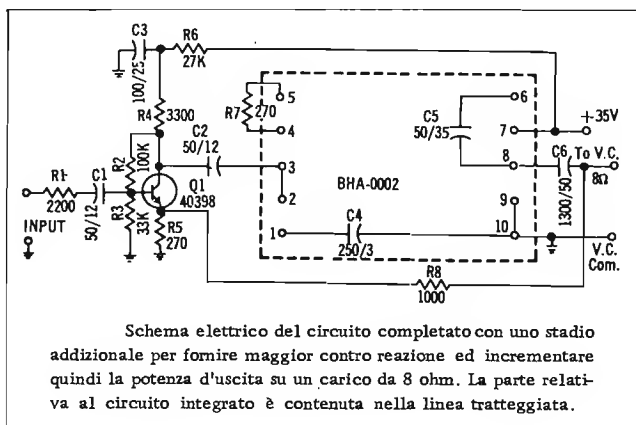 C3
100/25
R6
27K
R4
3300
R7
270
5
4
C2
50/12
3
2
1
R1
2200
C1
50/12
R2
100K
R3
33K
Q1
40398
R5
270
INPUT
BHA-0002
C4
250/3
C5
50/35
6
7
8
9
10
+35V
C6
1300/50
To V.C.
8Ω
V.C.
Com.
R8
1000
Schema elettrico del circuito completato con uno stadio
addizionale per fornire maggior contro reazione ed incrementare
quindi la potenza d'uscita su un carico da 8 ohm. La parte relati-
va al circuito integrato è contenuta nella linea tratteggiata.